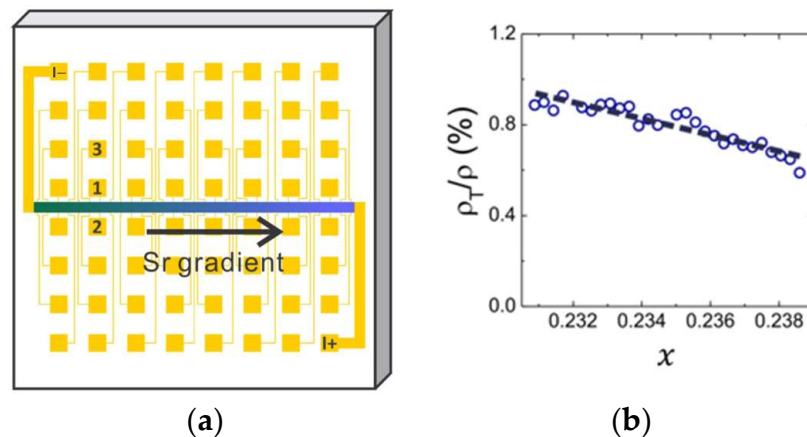 I−
3
1
2
Sr gradient
I+
(a)
ρT/ρ (%)
1.2
0.8
0.4
0.0
0.232 0.234 0.236 0.238
x
(b)